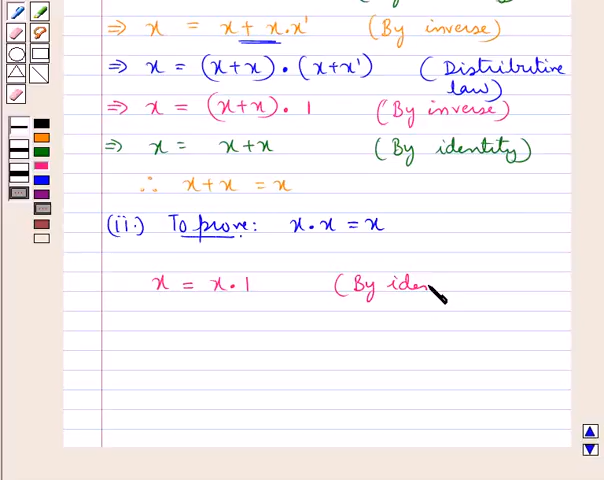 ⇒ x = x + x . x' (By inverse)
⇒ x = (x+x) . (x+x') (Distributive law)
⇒ x = (x+x) . 1 (By inverse)
⇒ x = x+x (By identity)
∴ x+x = x
(ii.) To prove: x . x = x
x = x . 1 (By iden